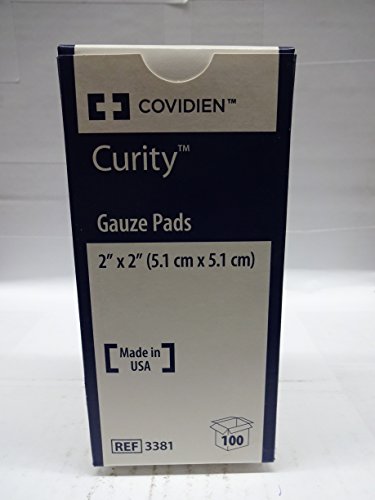 COVIDIEN™
Curity™
Gauze Pads
2” x 2” (5.1 cm x 5.1 cm)
Made in
USA
REF 3381
100